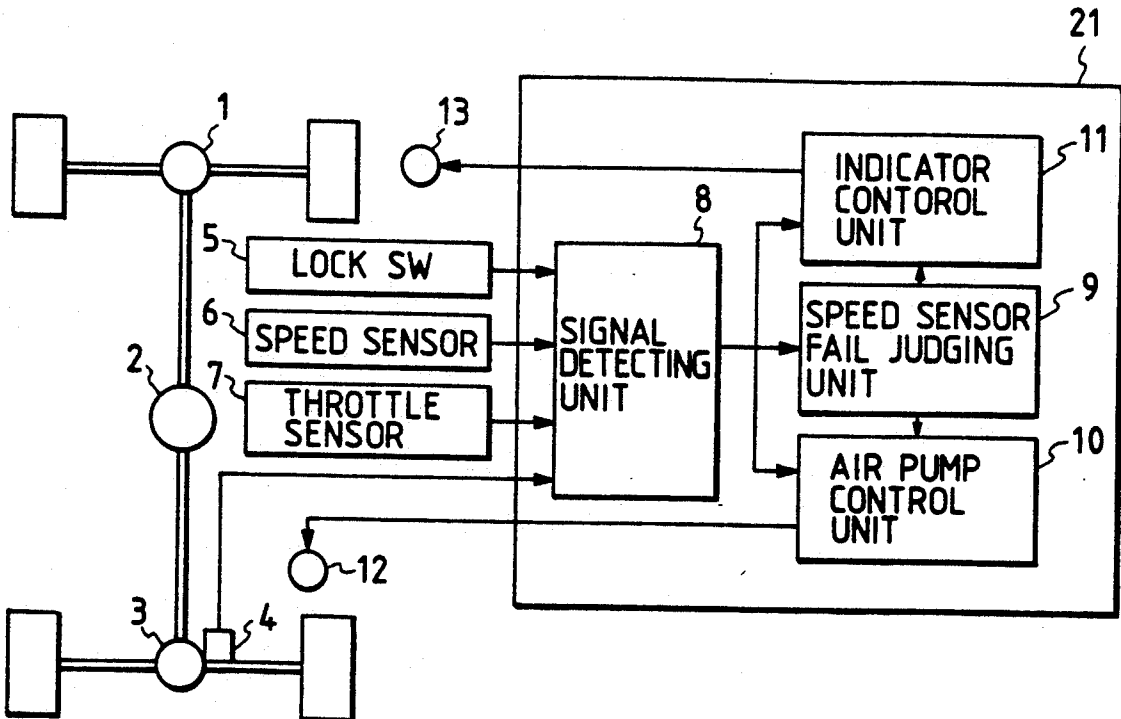 21
1
13
INDICATOR
CONTOROL
UNIT
11
5
LOCK SW
8
6
SPEED SENSOR
SIGNAL
DETECTING
UNIT
SPEED SENSOR
FAIL JUDGING
UNIT
9
2
7
THROTTLE
SENSOR
AIR PUMP
CONTROL
UNIT
10
12
3
4